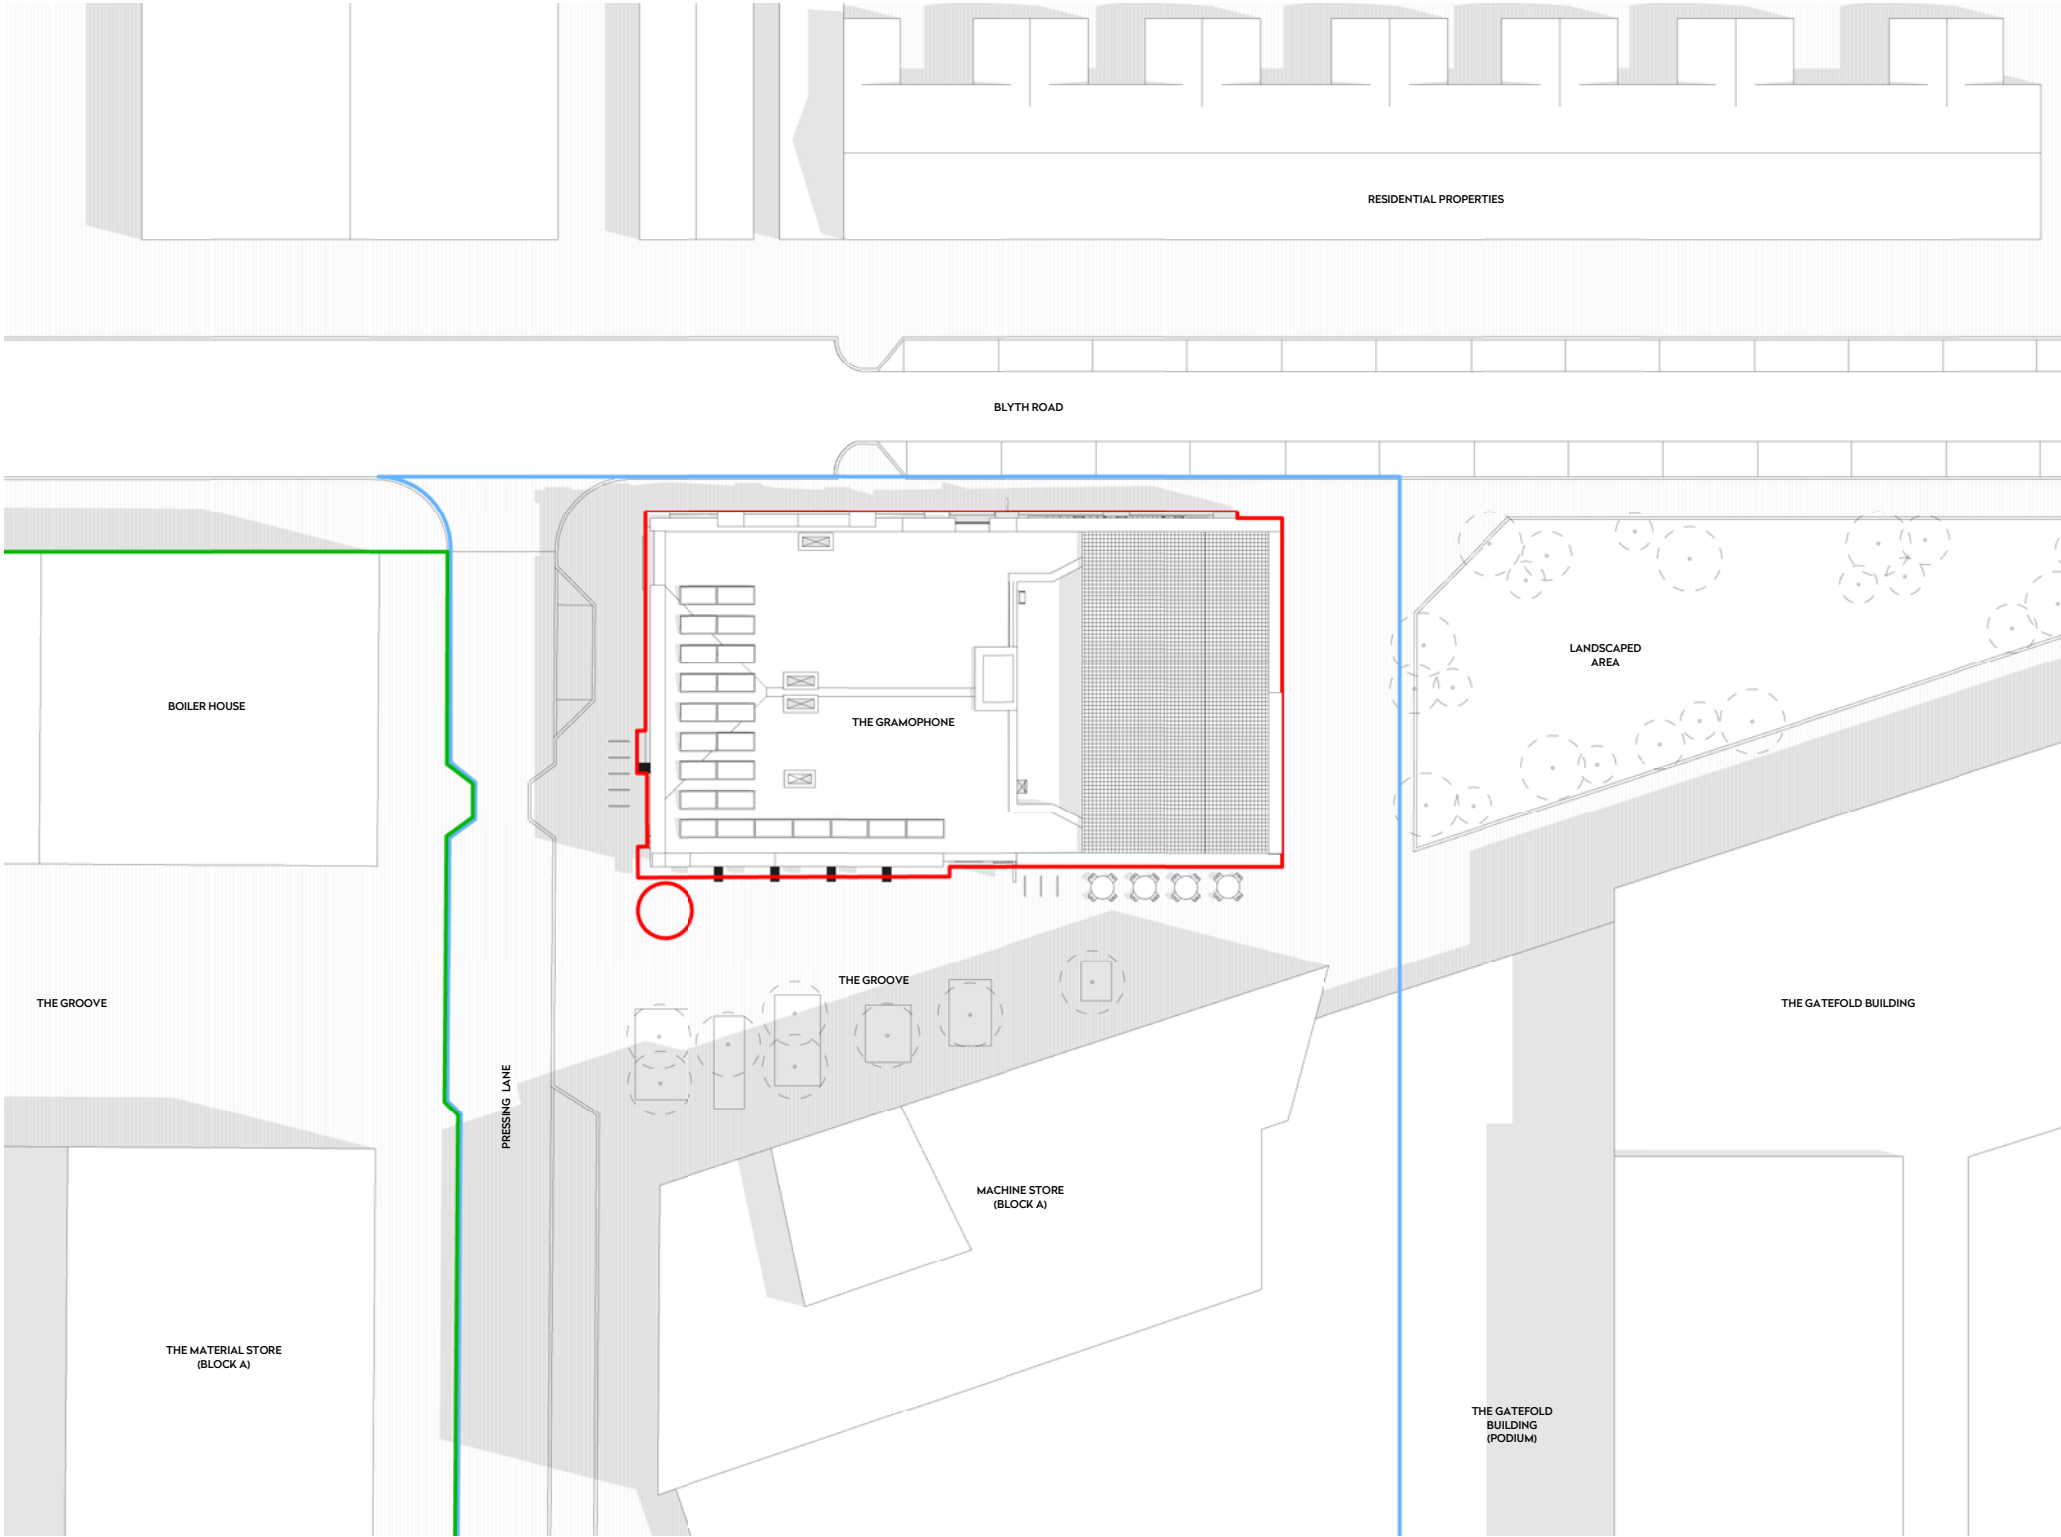 RESIDENTIAL PROPERTIES
BLYTH ROAD
LANDSCAPED
AREA
BOILER HOUSE
THE GRAMOPHONE
THE GROOVE
THE GROOVE
THE GATEFOLD BUILDING
PRESSING LANE
MACHINE STORE
(BLOCK A)
THE MATERIAL STORE
(BLOCK A)
THE GATEFOLD
BUILDING
(PODIUM)